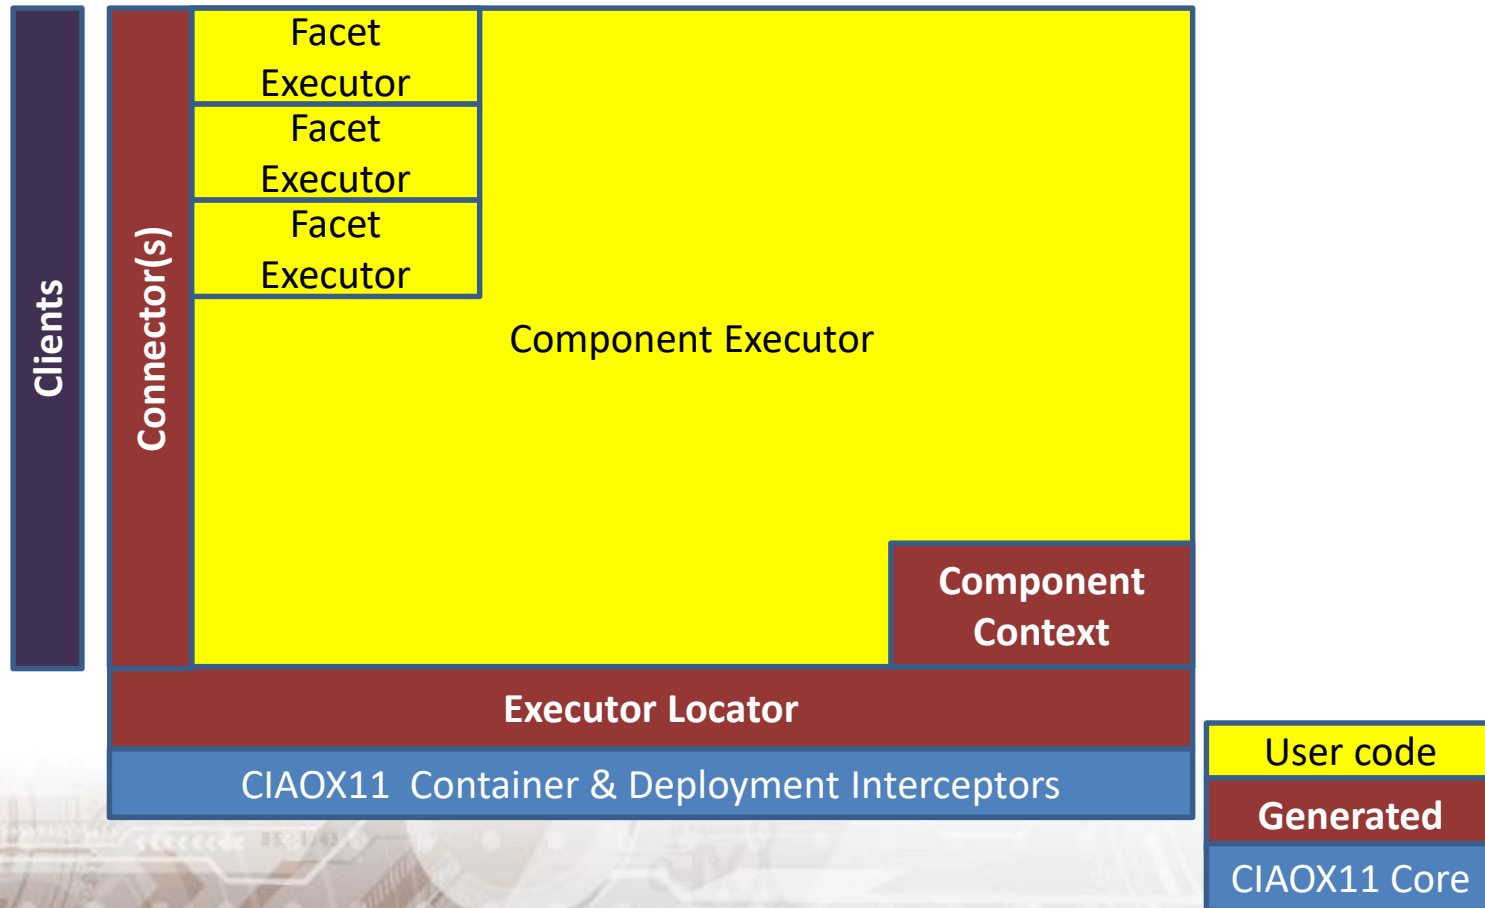 Clients
Connector(s)
Facet
Executor
Facet
Executor
Facet
Executor
Component Executor
Component
Context
Executor Locator
CIAOX11 Container & Deployment Interceptors
User code
Generated
CIAOX11 Core